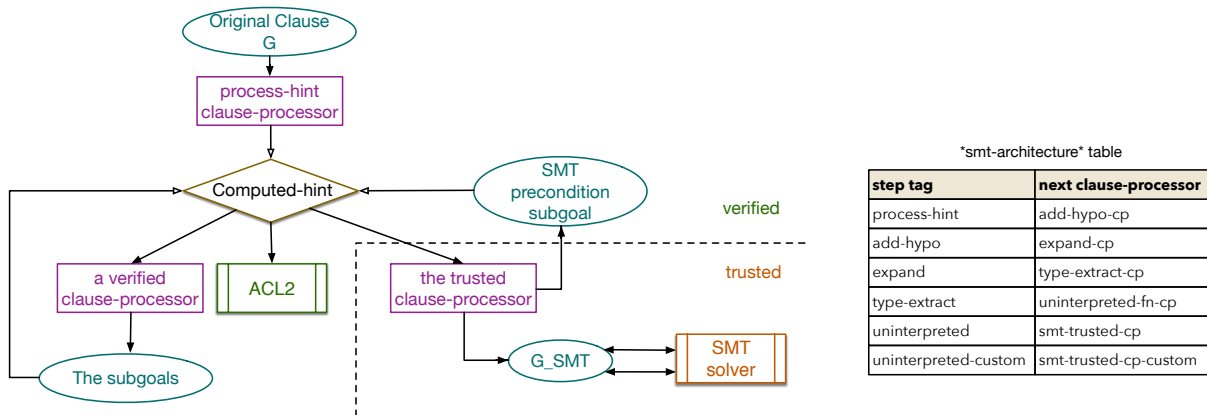 Original Clause
G
process-hint
clause-processor
Computed-hint
SMT
precondition
subgoal
verified
trusted
a verified
clause-processor
ACL2
the trusted
clause-processor
The subgoals
G_SMT
SMT
solver
*smt-architecture* table
step tag next clause-processor
process-hint add-hypo-cp
add-hypo expand-cp
expand type-extract-cp
type-extract uninterpreted-fn-cp
uninterpreted smt-trusted-cp
uninterpreted-custom smt-trusted-cp-custom